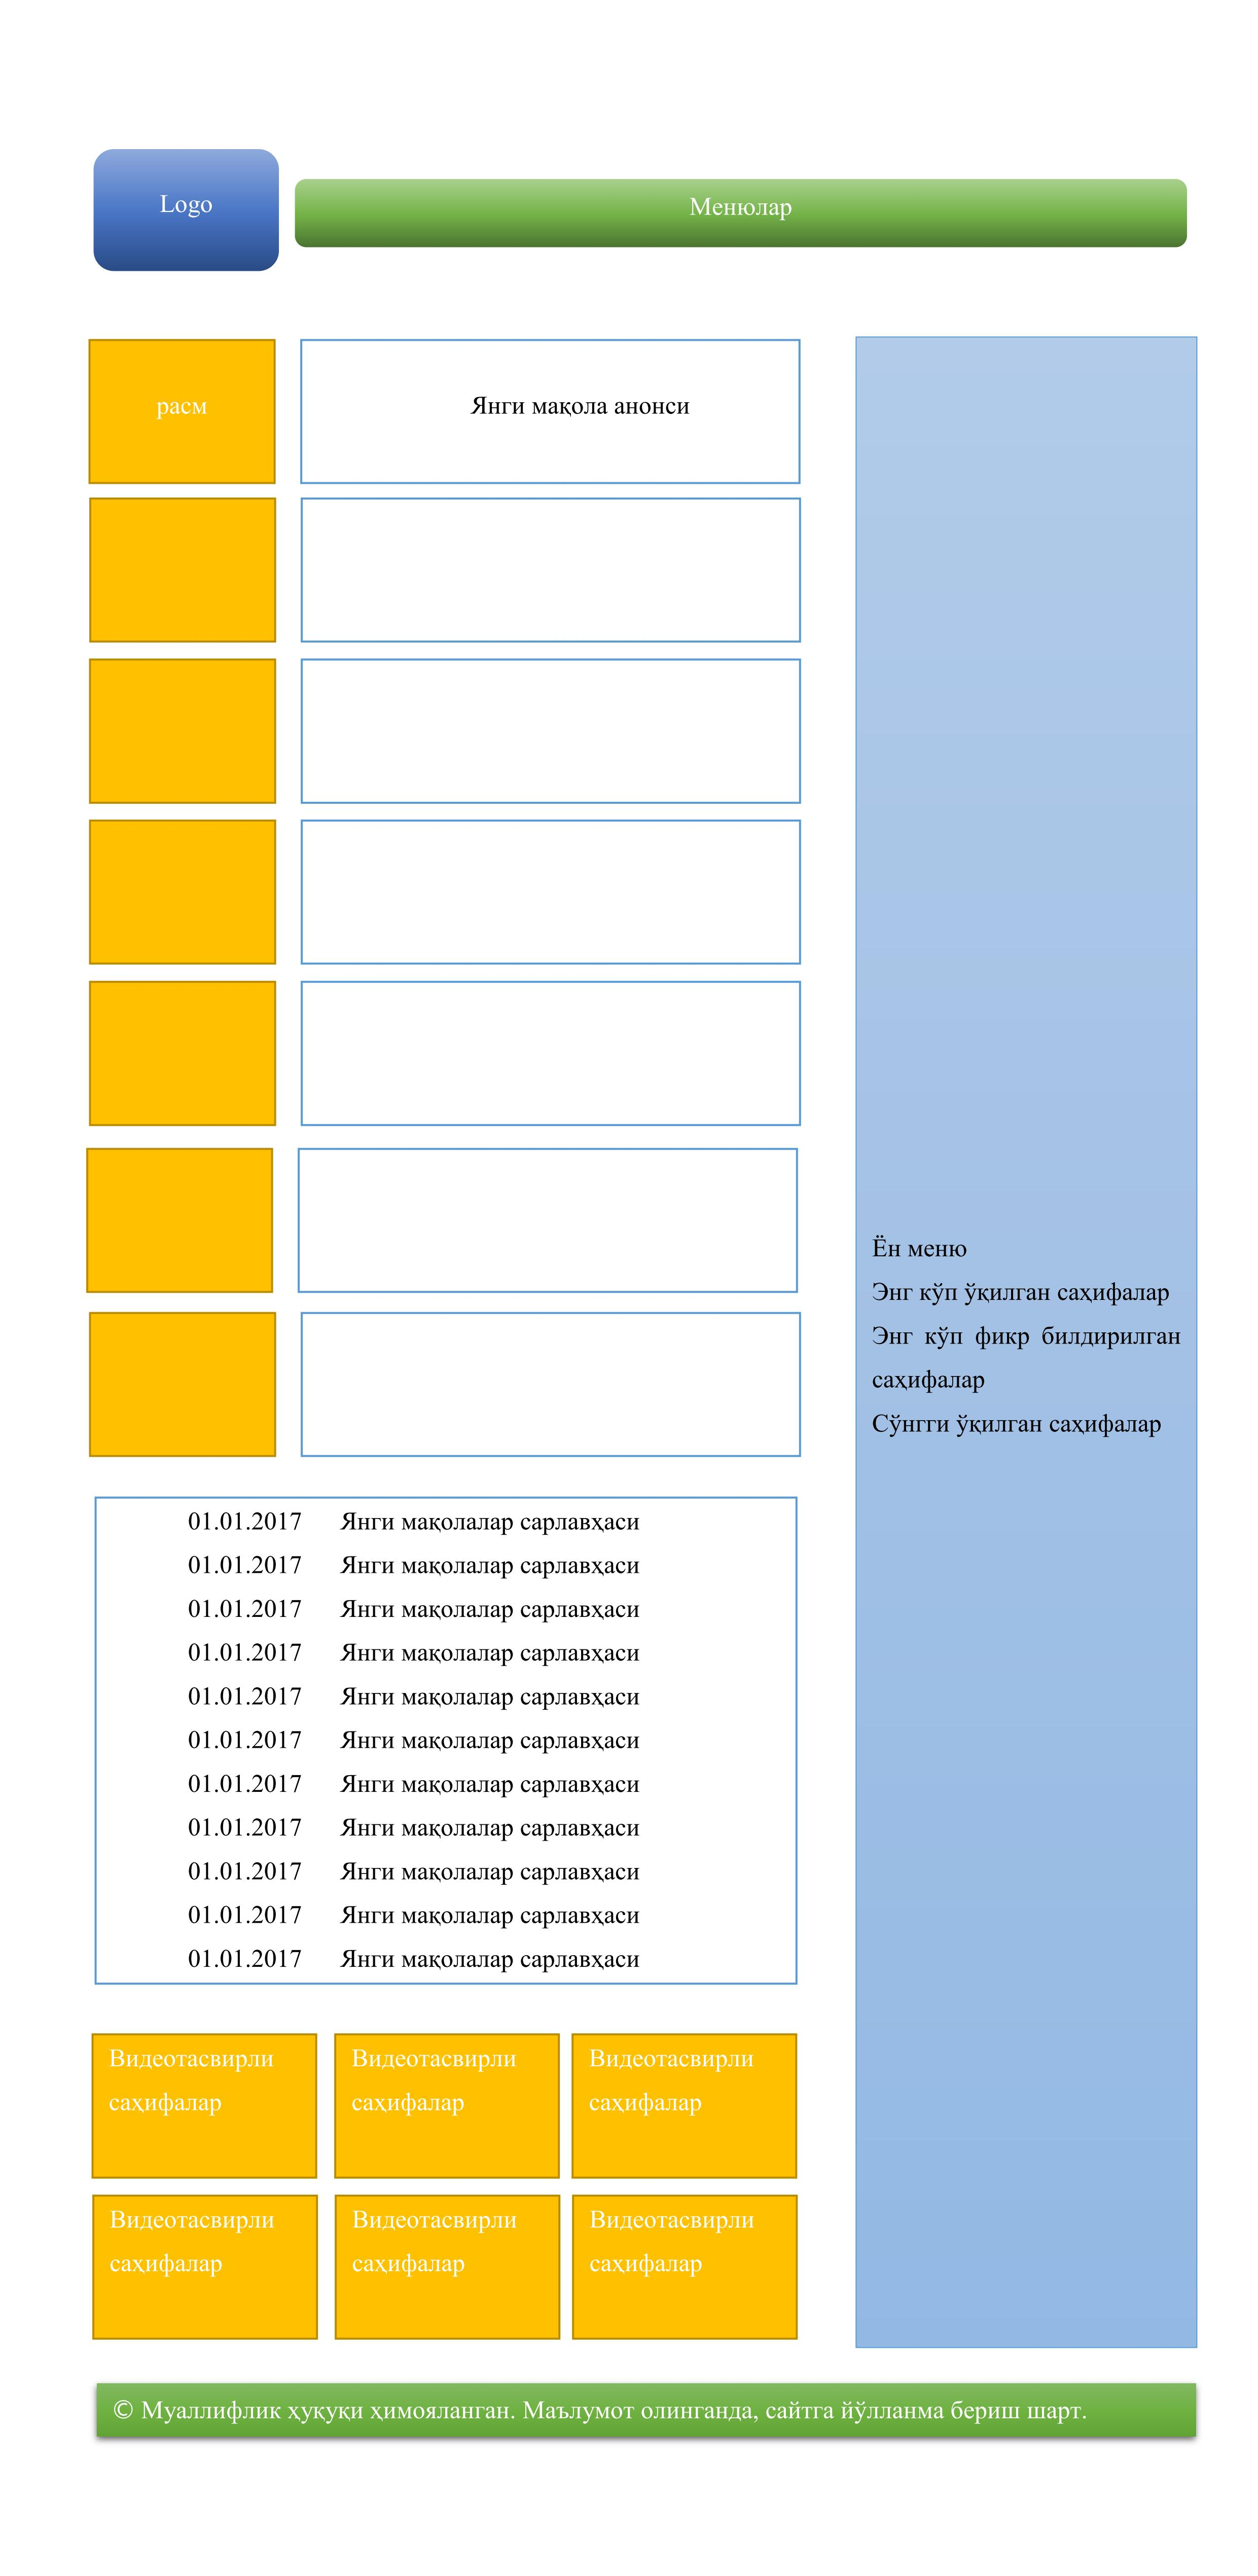 Logo
Менюлар
расм
Янги мақола анонси
Ён меню
Энг кўп ўқилган саҳифалар
Энг кўп фикр билдирилган
саҳифалар
Сўнгги ўқилган саҳифалар
01.01.2017 Янги мақолалар сарлавҳаси
01.01.2017 Янги мақолалар сарлавҳаси
01.01.2017 Янги мақолалар сарлавҳаси
01.01.2017 Янги мақолалар сарлавҳаси
01.01.2017 Янги мақолалар сарлавҳаси
01.01.2017 Янги мақолалар сарлавҳаси
01.01.2017 Янги мақолалар сарлавҳаси
01.01.2017 Янги мақолалар сарлавҳаси
01.01.2017 Янги мақолалар сарлавҳаси
01.01.2017 Янги мақолалар сарлавҳаси
01.01.2017 Янги мақолалар сарлавҳаси
Видеотасвирли
саҳифалар
Видеотасвирли
саҳифалар
Видеотасвирли
саҳифалар
Видеотасвирли
саҳифалар
Видеотасвирли
саҳифалар
Видеотасвирли
саҳифалар
© Муаллифлик ҳуқуқи ҳимояланган. Маълумот олинганда, сайтга йўлланма бериш шарт.